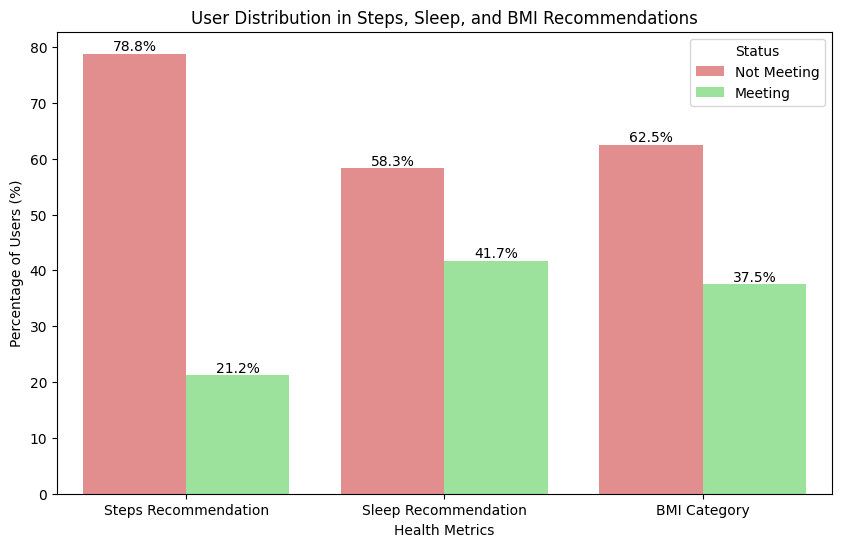 User Distribution in Steps, Sleep, and BMI Recommendations
Status
Not Meeting
Meeting
Percentage of Users (%)
80
70
60
50
40
30
20
10
0
78.8%
21.2%
58.3%
41.7%
62.5%
37.5%
Steps Recommendation
Sleep Recommendation
BMI Category
Health Metrics